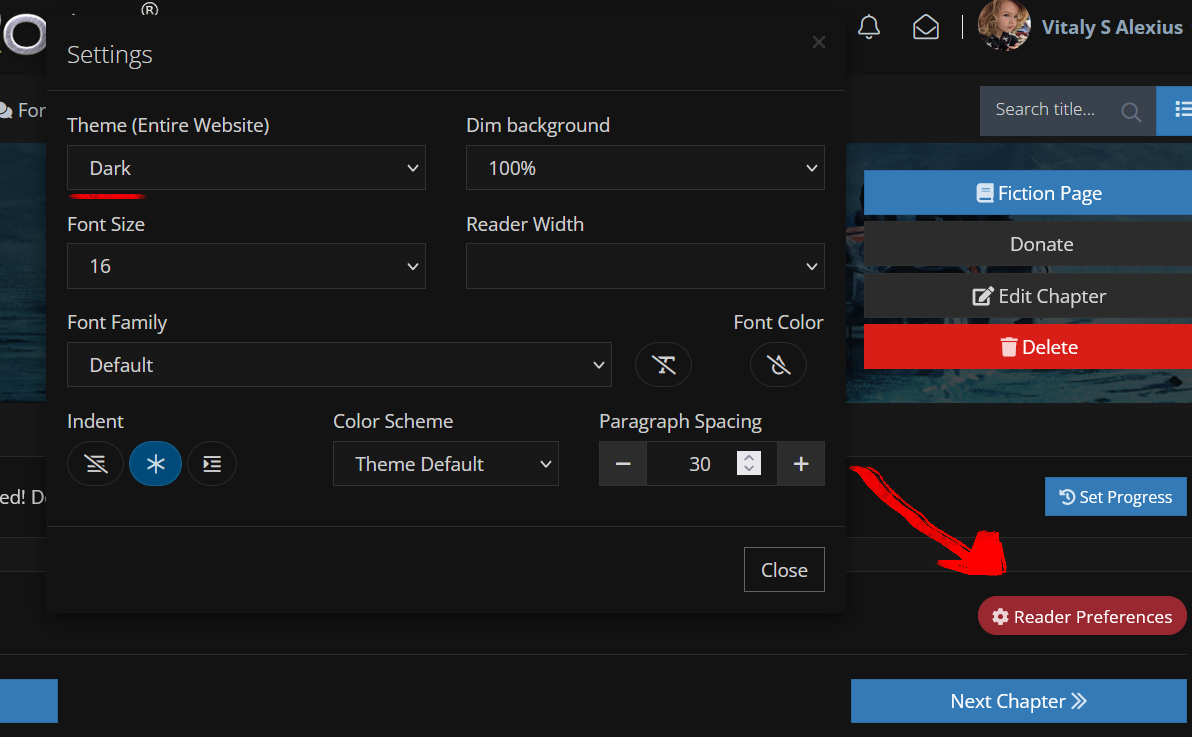 ®
Vitaly S Alexius
Settings
For
Search title...
Theme (Entire Website)
Dim background
Dark
100%
Fiction Page
Font Size
Reader Width
Donate
16
Edit Chapter
Font Family
Font Color
Delete
Default
Indent
Color Scheme
Paragraph Spacing
Theme Default
30
ed! D
Set Progress
Close
Reader Preferences
Next Chapter